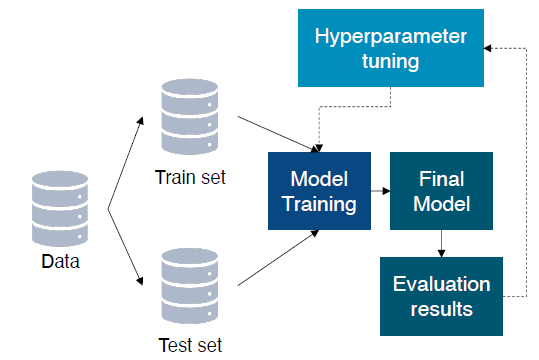 Hyperparameter
tuning
Train set
Model
Training
Final
Model
Data
Evaluation
results
Test set